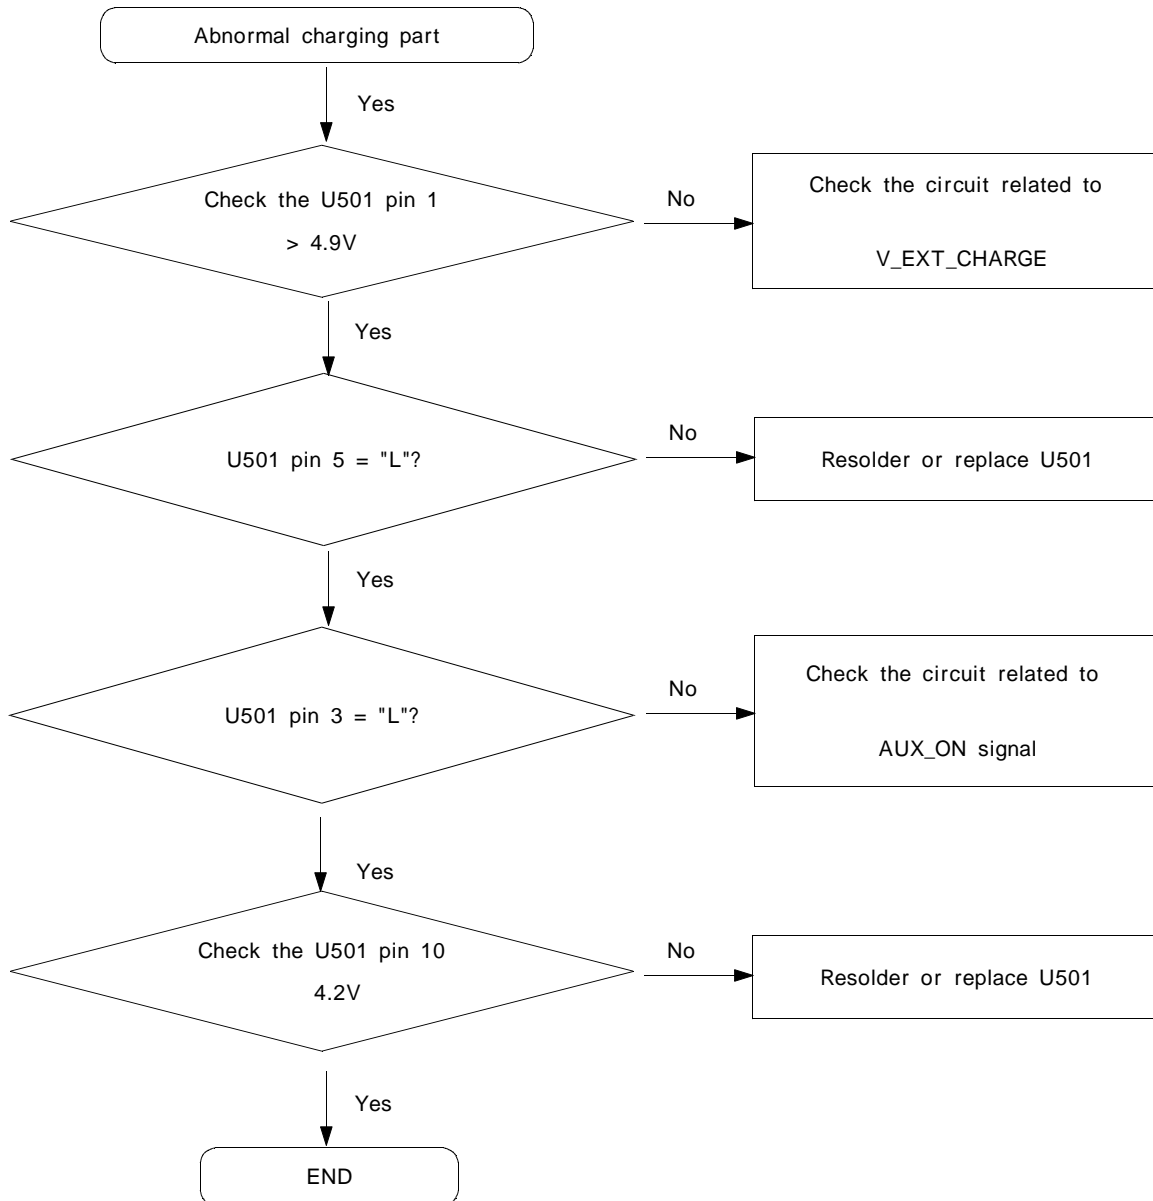 Abnormal charging part
Yes
Check the U501 pin 1
> 4.9V
No
Check the circuit related to
V_EXT_CHARGE
Yes
U501 pin 5 = "L"?
No
Resolder or replace U501
Yes
U501 pin 3 = "L"?
No
Check the circuit related to
AUX_ON signal
Yes
Check the U501 pin 10
4.2V
No
Resolder or replace U501
Yes
END